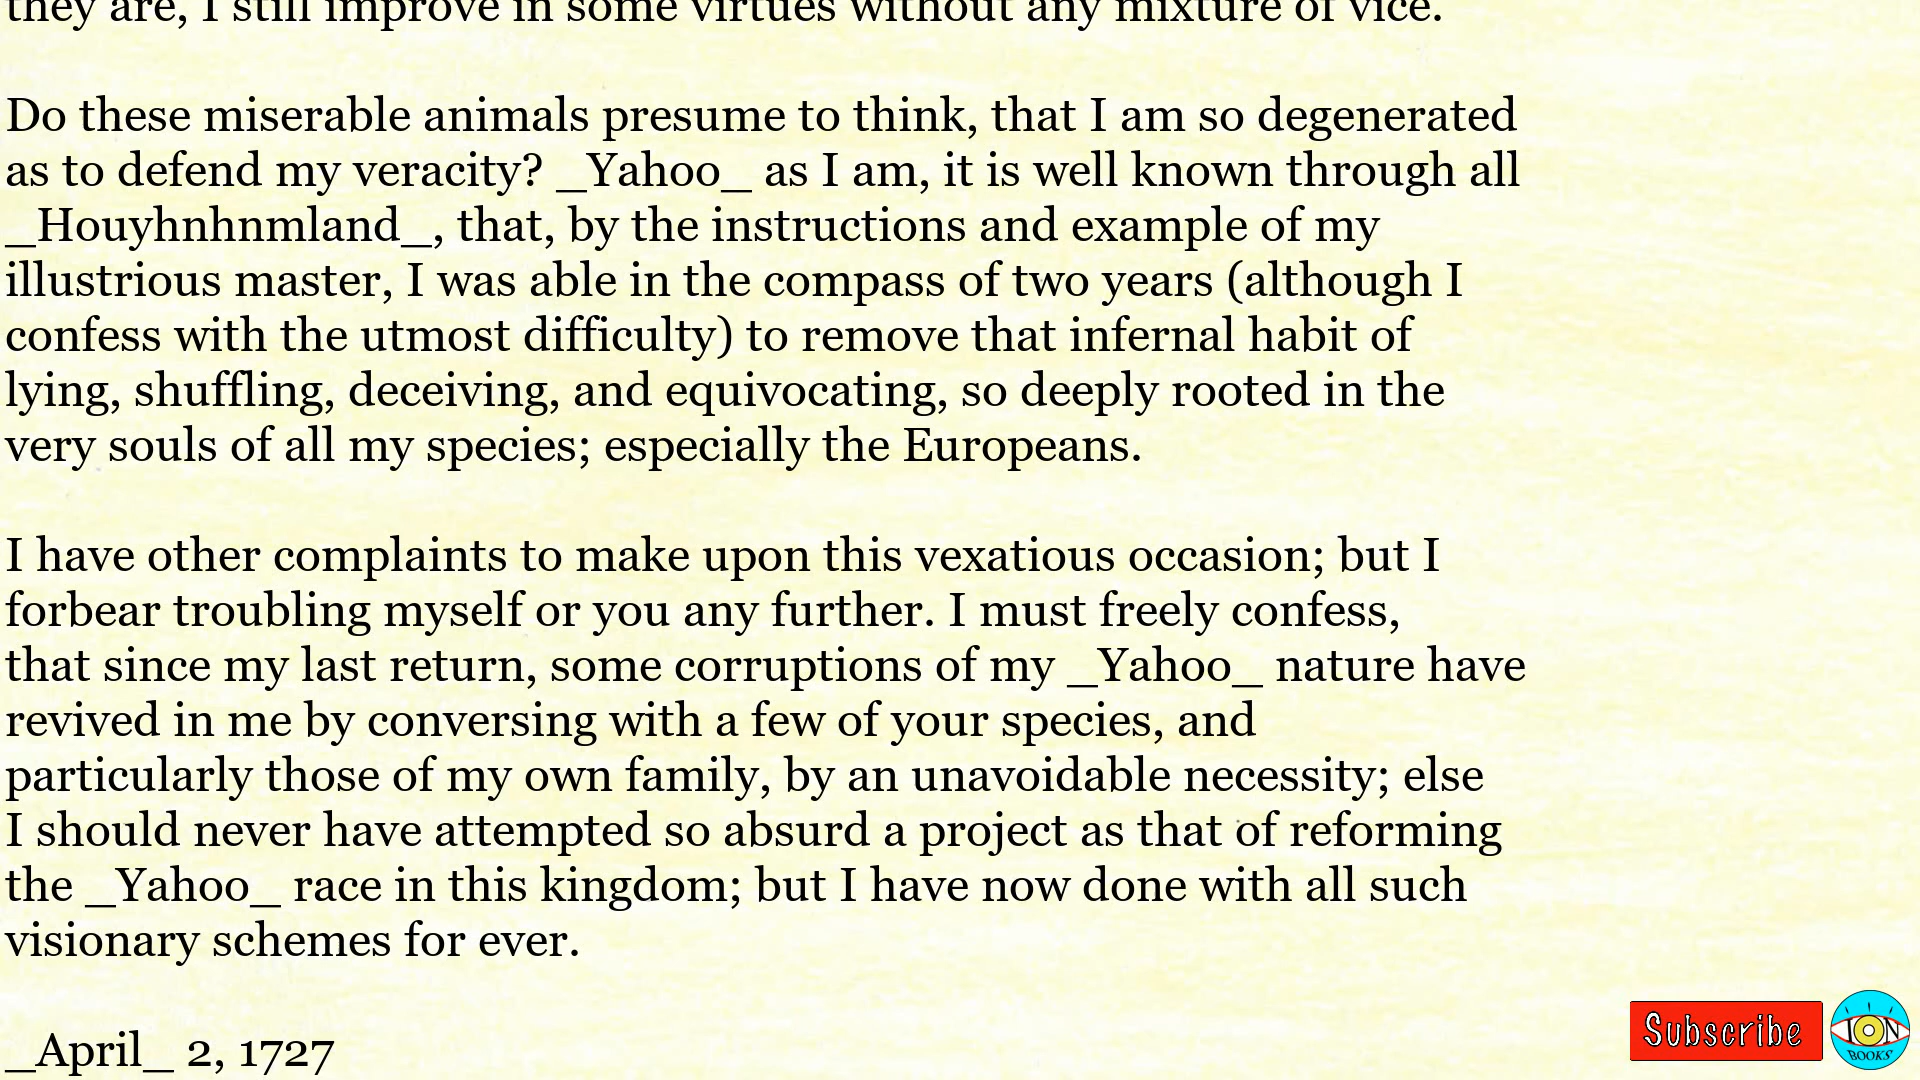 they are, I still improve in some virtues without any mixture of vice.
Do these miserable animals presume to think, that I am so degenerated
as to defend my veracity? _Yahoo_ as I am, it is well known through all
_Houyhnhnmland_, that, by the instructions and example of my
illustrious master, I was able in the compass of two years (although I
confess with the utmost difficulty) to remove that infernal habit of
lying, shuffling, deceiving, and equivocating, so deeply rooted in the
very souls of all my species; especially the Europeans.
I have other complaints to make upon this vexatious occasion; but I
forbear troubling myself or you any further. I must freely confess,
that since my last return, some corruptions of my _Yahoo_ nature have
revived in me by conversing with a few of your species, and
particularly those of my own family, by an unavoidable necessity; else
I should never have attempted so absurd a project as that of reforming
the _Yahoo_ race in this kingdom; but I have now done with all such
visionary schemes for ever.
_April_ 2, 1727
Subscribe
ION
BOOKS